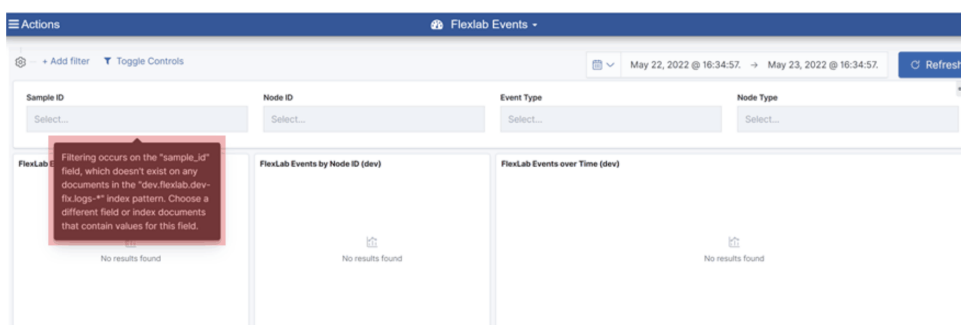 Actions
Flexlab Events
+ Add filter Toggle Controls
May 22, 2022 @ 16:34:57. → May 23, 2022 @ 16:34:57.
Refresh
Sample ID Node ID Event Type Node Type
Select... Select... Select... Select...
FlexLab E
Filtering occurs on the "sample_id"
field, which doesn't exist on any
documents in the "dev.flexlab.dev-
flx.logs-*" index pattern. Choose a
different field or index documents
that contain values for this field.
FlexLab Events by Node ID (dev)
FlexLab Events over Time (dev)
No results found
No results found
No results found